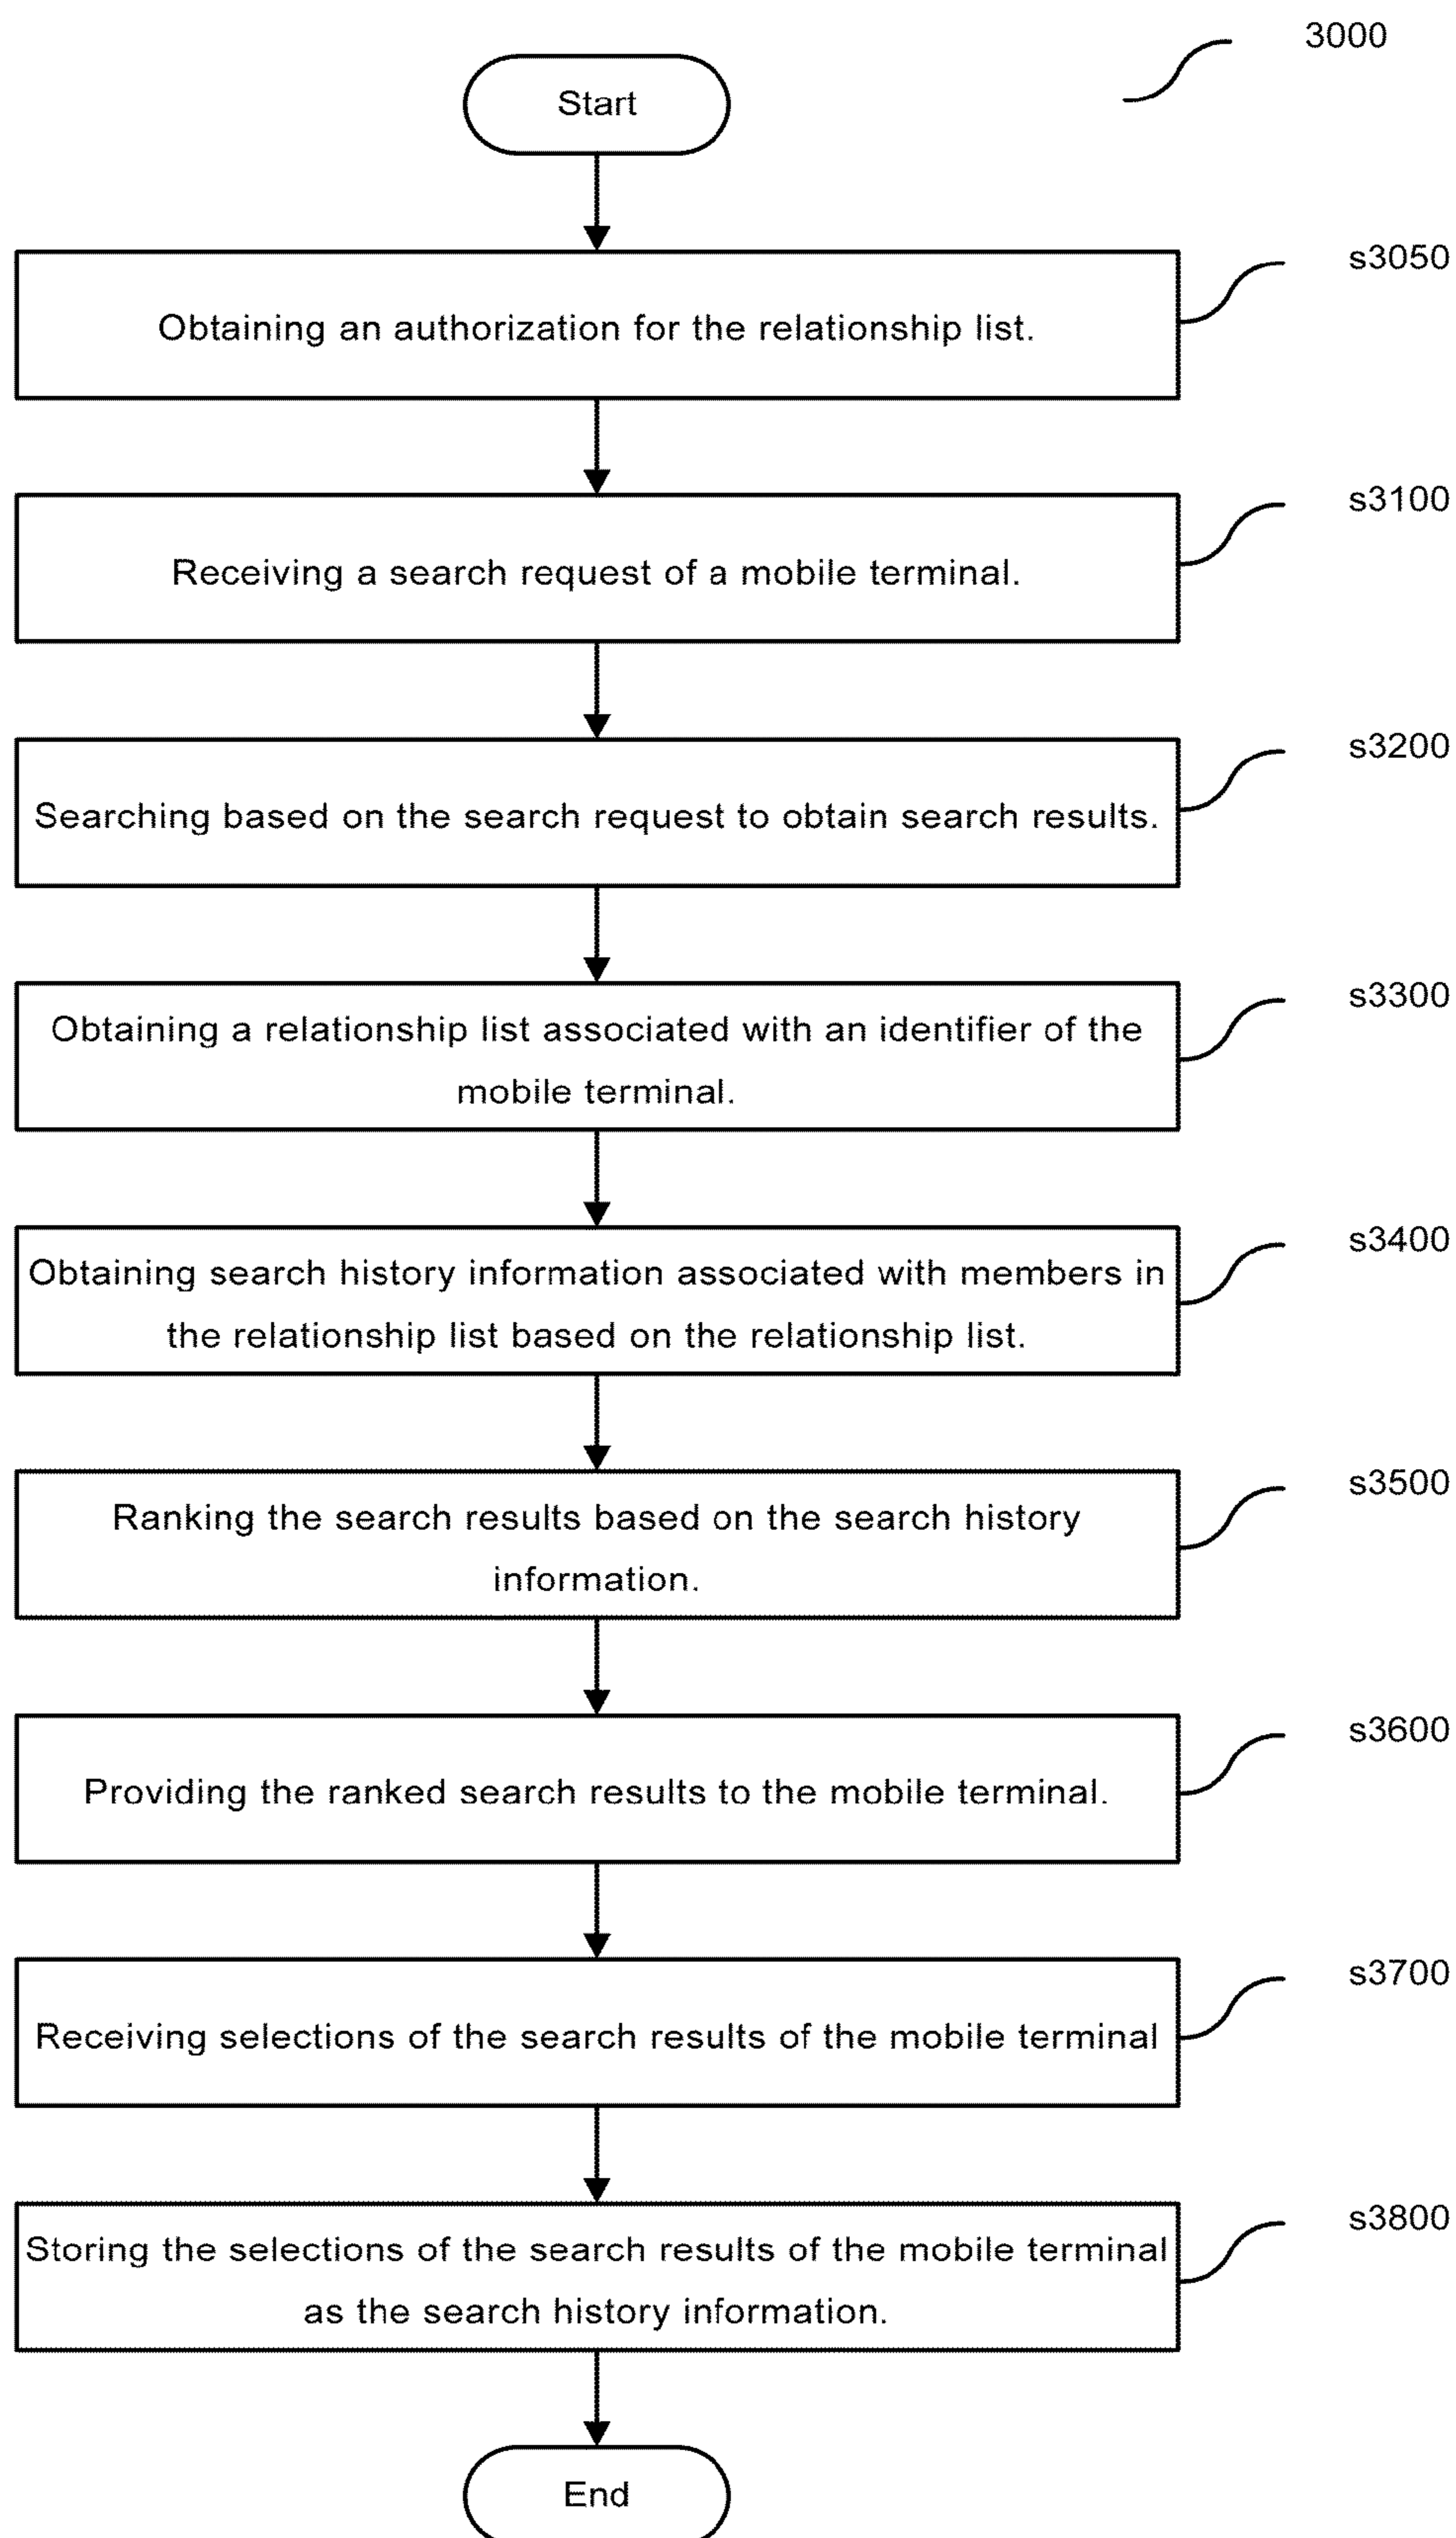 3000
Start
s3050
Obtaining an authorization for the relationship list.
s3100
Receiving a search request of a mobile terminal.
s3200
Searching based on the search request to obtain search results.
s3300
Obtaining a relationship list associated with an identifier of the
mobile terminal.
s3400
Obtaining search history information associated with members in
the relationship list based on the relationship list.
s3500
Ranking the search results based on the search history
information.
s3600
Providing the ranked search results to the mobile terminal.
s3700
Receiving selections of the search results of the mobile terminal
s3800
Storing the selections of the search results of the mobile terminal
as the search history information.
End